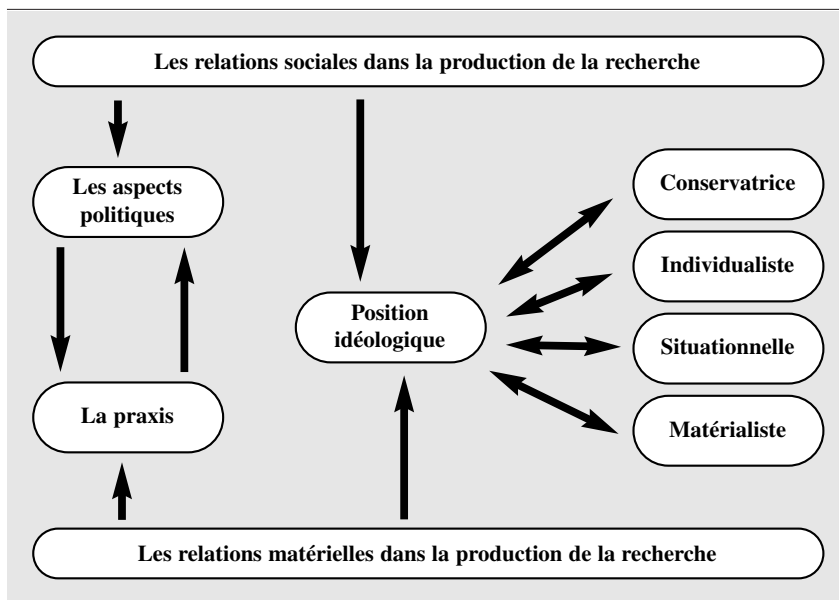 Les relations sociales dans la production de la recherche
Les aspects
politiques
La praxis
Position
idéologique
Conservatrice
Individualiste
Situationnelle
Matérialiste
Les relations matérielles dans la production de la recherche